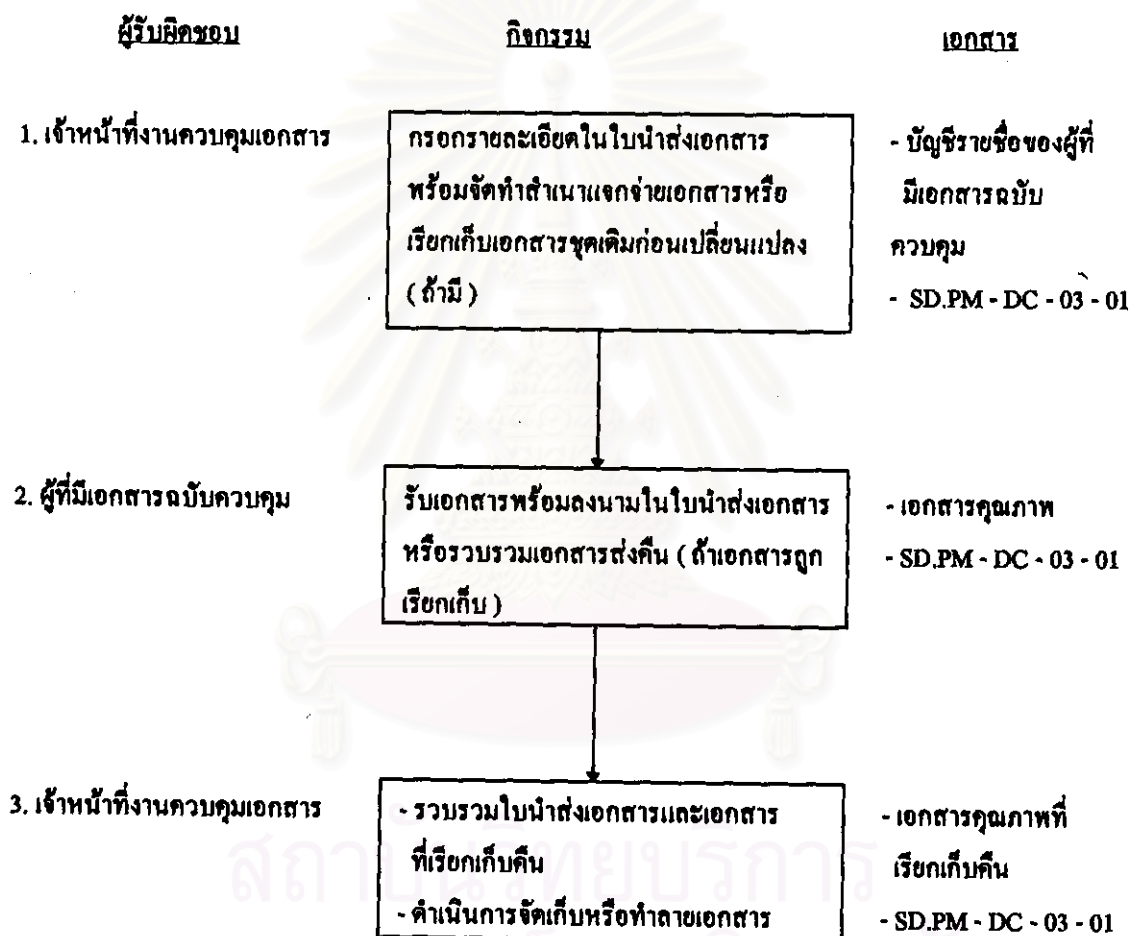 ผู้รับผิดชอบ
กิจกรรม
เอกสาร
1. เจ้าหน้าที่งานควบคุมเอกสาร
กรอกรายละเอียดในใบนำส่งเอกสาร
พร้อมจัดทำสำเนาแจกจ่ายเอกสารหรือ
เรียกเก็บเอกสารชุดเดิมก่อนเปลี่ยนแปลง
(ถ้ามี)
- บัญชีรายชื่อของผู้ที่
มีเอกสารฉบับ
ควบคุม
- SD.PM - DC - 03 - 01
2. ผู้ที่มีเอกสารฉบับควบคุม
รับเอกสารพร้อมลงนามในใบนำส่งเอกสาร
หรือรวบรวมเอกสารส่งคืน (ถ้าเอกสารถูก
เรียกเก็บ)
- เอกสารคุณภาพ
- SD.PM - DC - 03 - 01
3. เจ้าหน้าที่งานควบคุมเอกสาร
- รวบรวมใบนำส่งเอกสารและเอกสาร
ที่เรียกเก็บคืน
- ดำเนินการจัดเก็บหรือทำลายเอกสาร
- เอกสารคุณภาพที่
เรียกเก็บคืน
- SD.PM - DC - 03 - 01
สถาบันวิทยบริการ